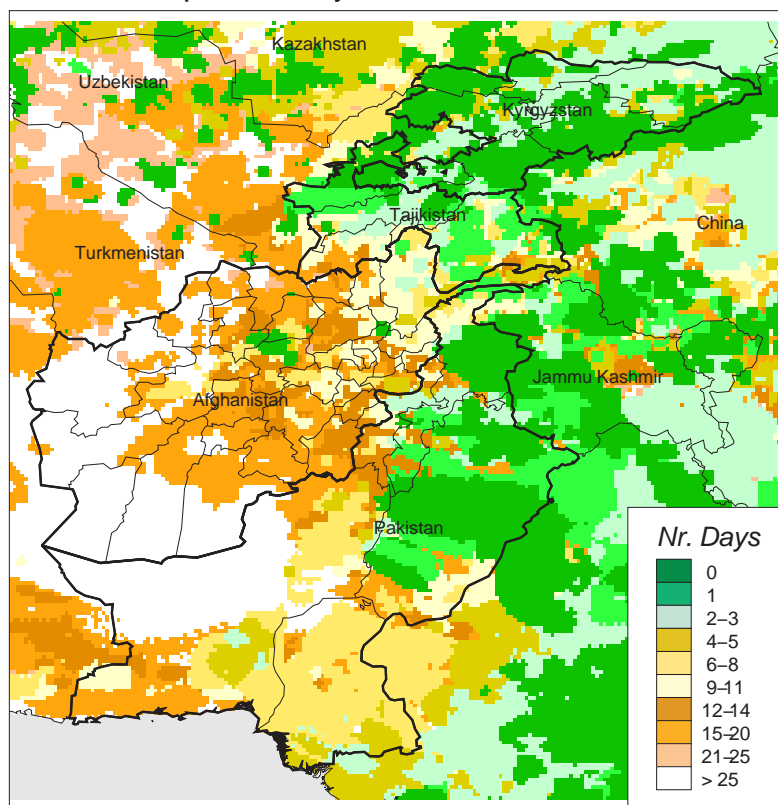 Kazakhstan
Uzbekistan
Kyrgyzstan
Tajikistan
China
Turkmenistan
Jammu Kashmir
Afghanistan
Pakistan
Nr. Days
0
1
2–3
4–5
6–8
9–11
12–14
15–20
21–25
> 25